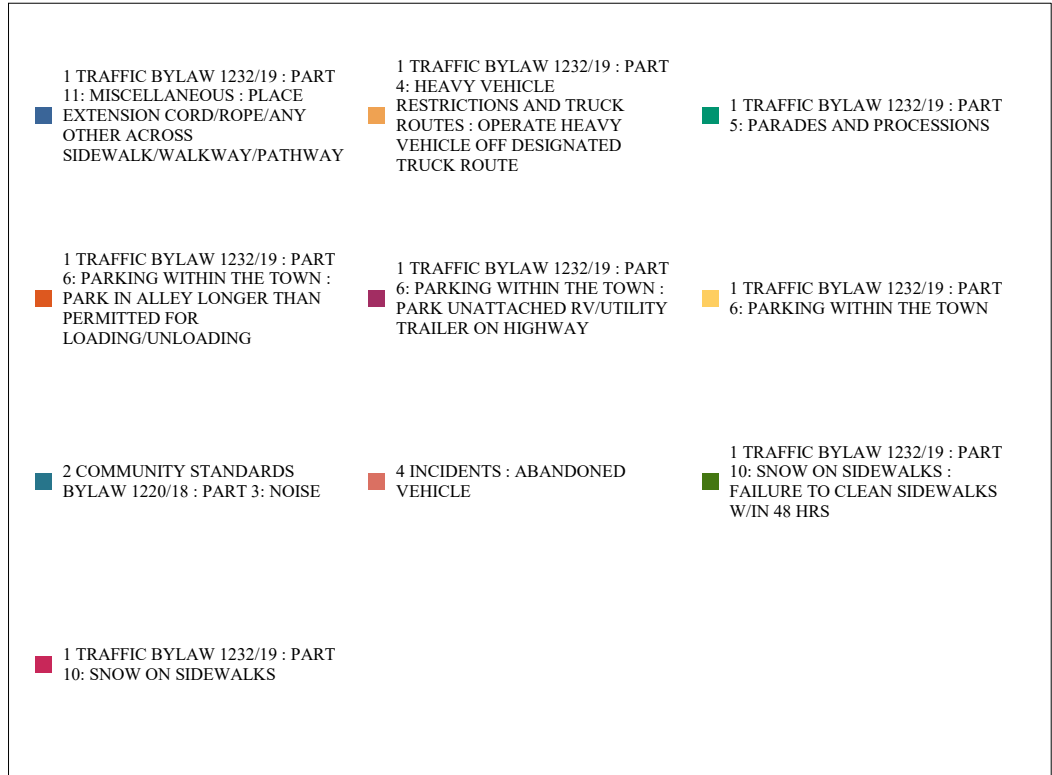 1 TRAFFIC BYLAW 1232/19 : PART
11: MISCELLANEOUS : PLACE
EXTENSION CORD/ROPE/ANY
OTHER ACROSS
SIDEWALK/WALKWAY/PATHWAY
1 TRAFFIC BYLAW 1232/19 : PART
4: HEAVY VEHICLE
RESTRICTIONS AND TRUCK
ROUTES : OPERATE HEAVY
VEHICLE OFF DESIGNATED
TRUCK ROUTE
1 TRAFFIC BYLAW 1232/19 : PART
5: PARADES AND PROCESSIONS
1 TRAFFIC BYLAW 1232/19 : PART
6: PARKING WITHIN THE TOWN :
PARK IN ALLEY LONGER THAN
PERMITTED FOR
LOADING/UNLOADING
1 TRAFFIC BYLAW 1232/19 : PART
6: PARKING WITHIN THE TOWN :
PARK UNATTACHED RV/UTILITY
TRAILER ON HIGHWAY
1 TRAFFIC BYLAW 1232/19 : PART
6: PARKING WITHIN THE TOWN
2 COMMUNITY STANDARDS
BYLAW 1220/18 : PART 3: NOISE
4 INCIDENTS : ABANDONED
VEHICLE
1 TRAFFIC BYLAW 1232/19 : PART
10: SNOW ON SIDEWALKS :
FAILURE TO CLEAN SIDEWALKS
W/IN 48 HRS
1 TRAFFIC BYLAW 1232/19 : PART
10: SNOW ON SIDEWALKS